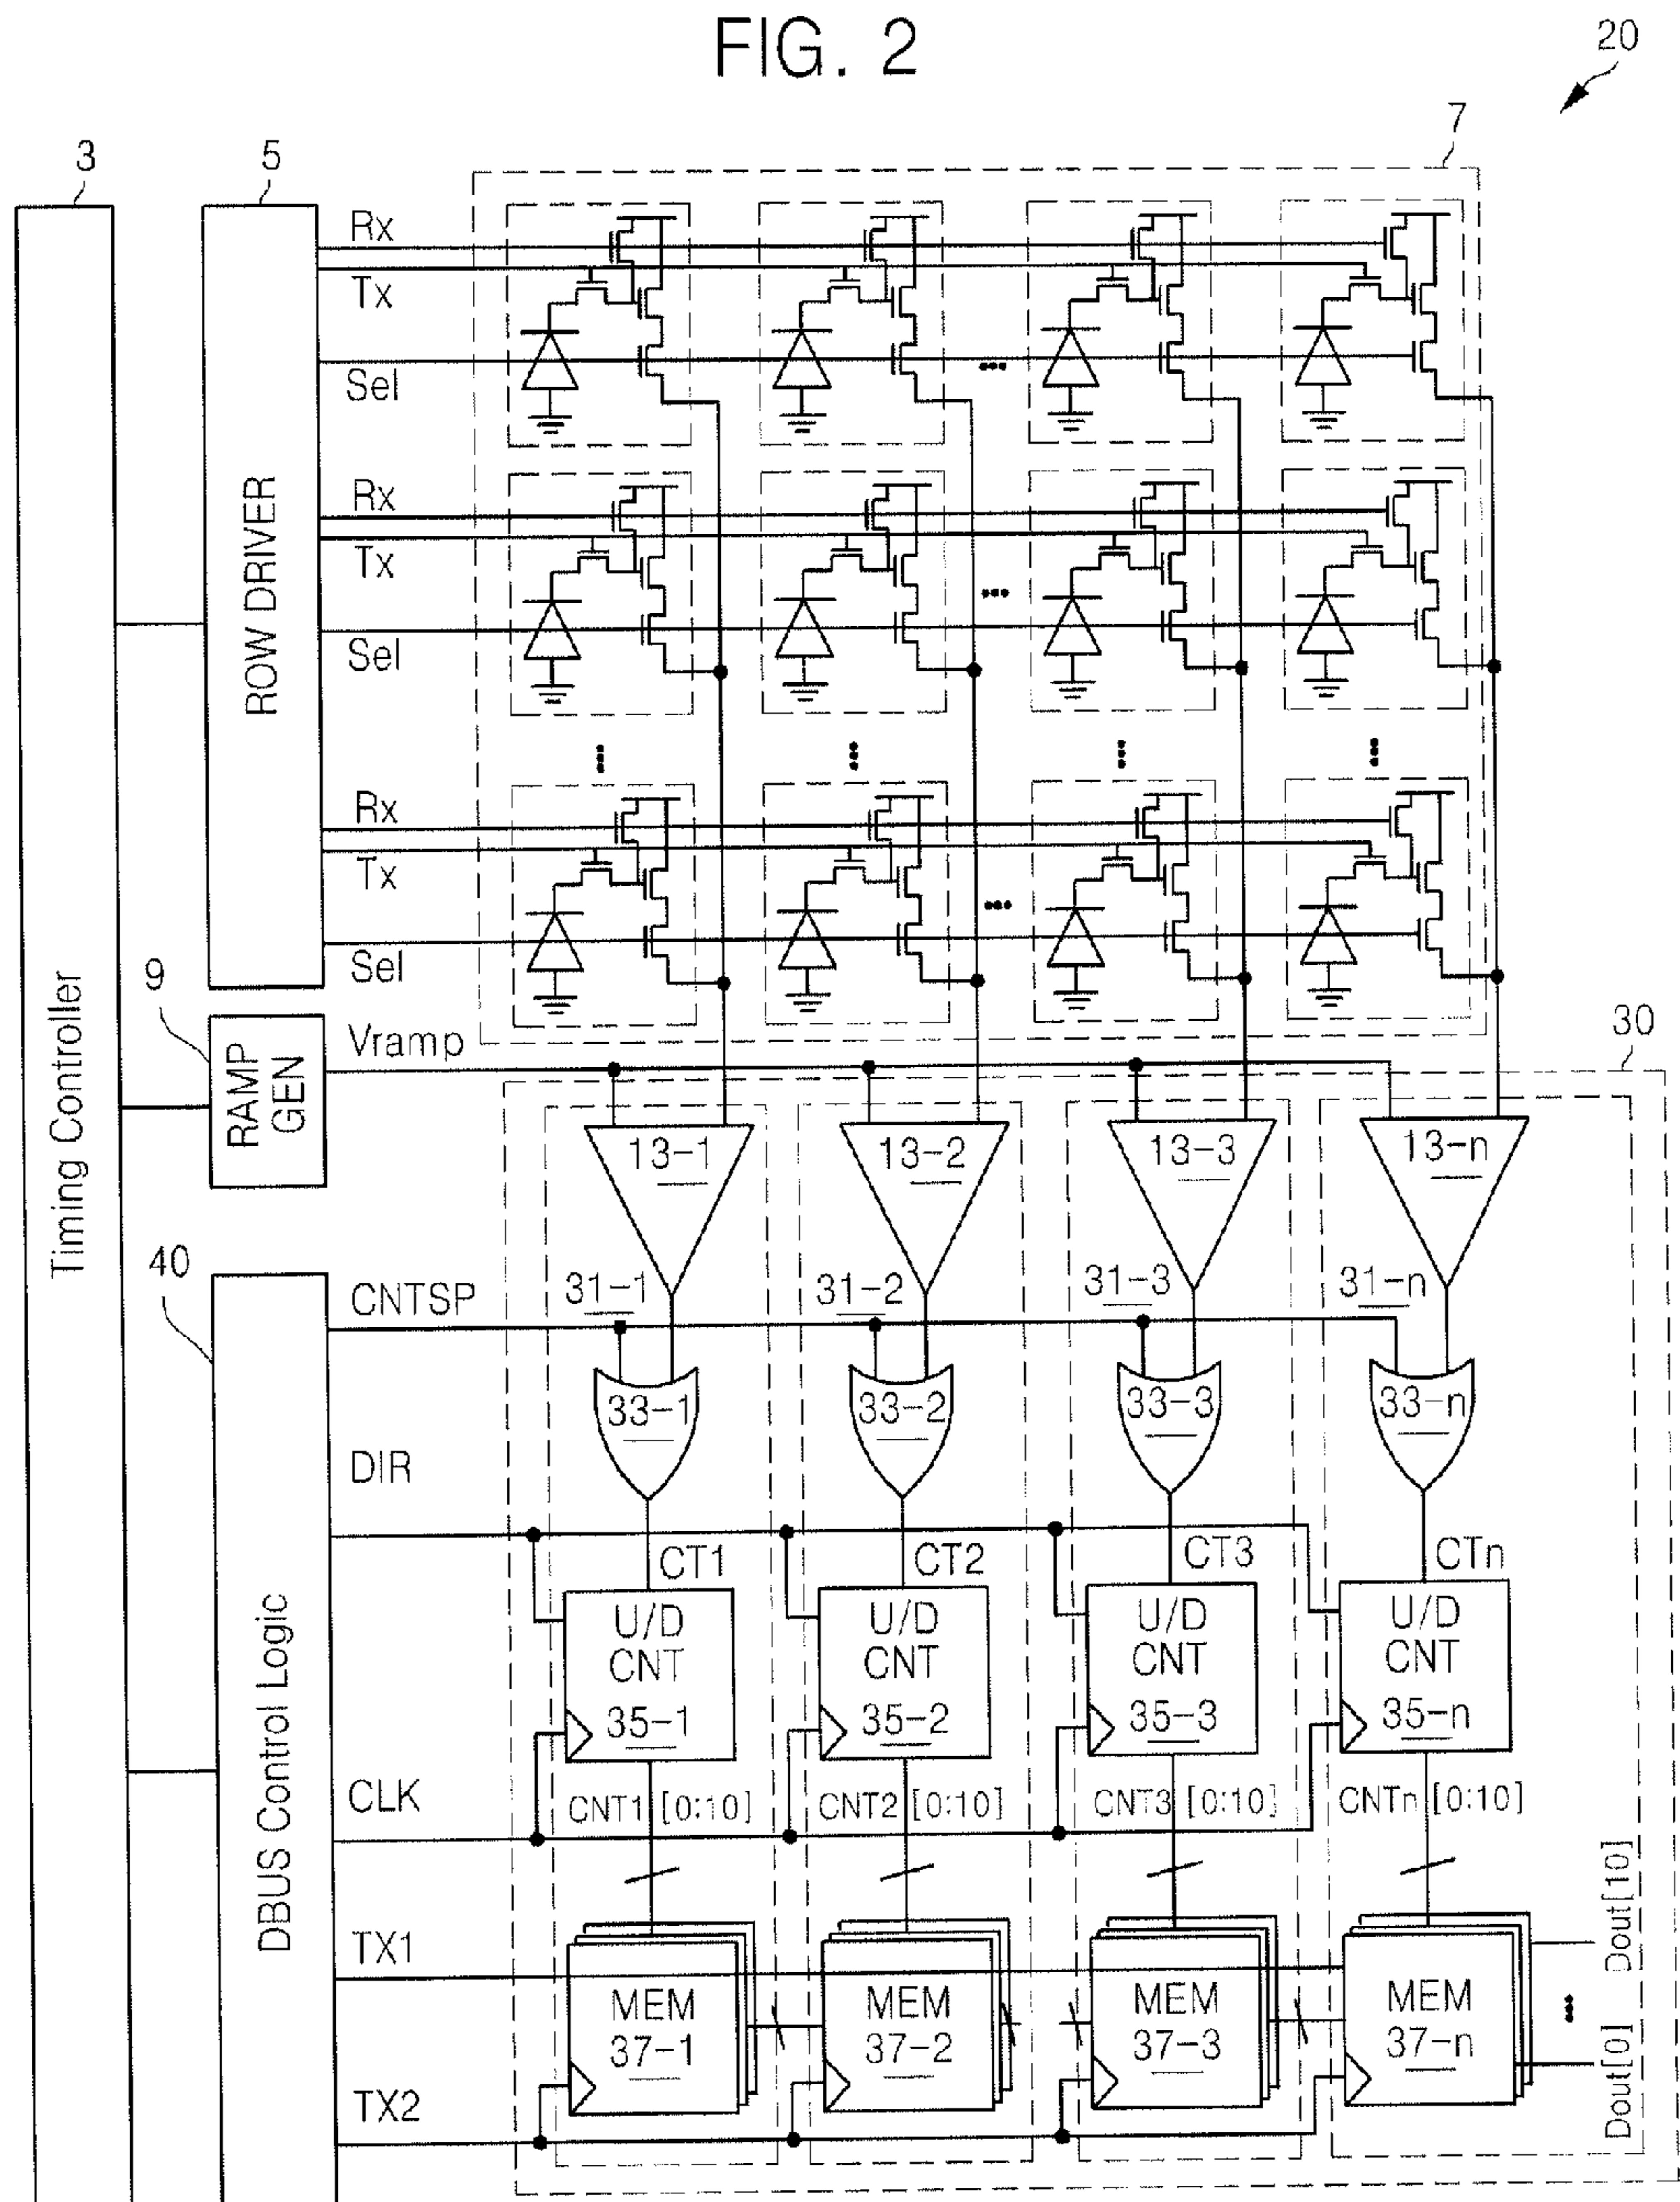 FIG. 2
20
7
3
5
Timing Controller
ROW DRIVER
Rx
Tx
Sel
Rx
Tx
Sel
Rx
Tx
Sel
9
RAMP
GEN
Vramp
30
13-1
13-2
13-3
13-n
40
DBUS Control Logic
CNTSP
31-1
31-2
31-3
31-n
33-1
33-2
33-3
33-n
DIR
CT1
CT2
CT3
CTn
U/D
CNT
35-1
U/D
CNT
35-2
U/D
CNT
35-3
U/D
CNT
35-n
CLK
CNT1 [0:10]
CNT2 [0:10]
CNT3 [0:10]
CNTn [0:10]
TX1
MEM
37-1
MEM
37-2
MEM
37-3
MEM
37-n
Dout[10]
Dout[0]
TX2